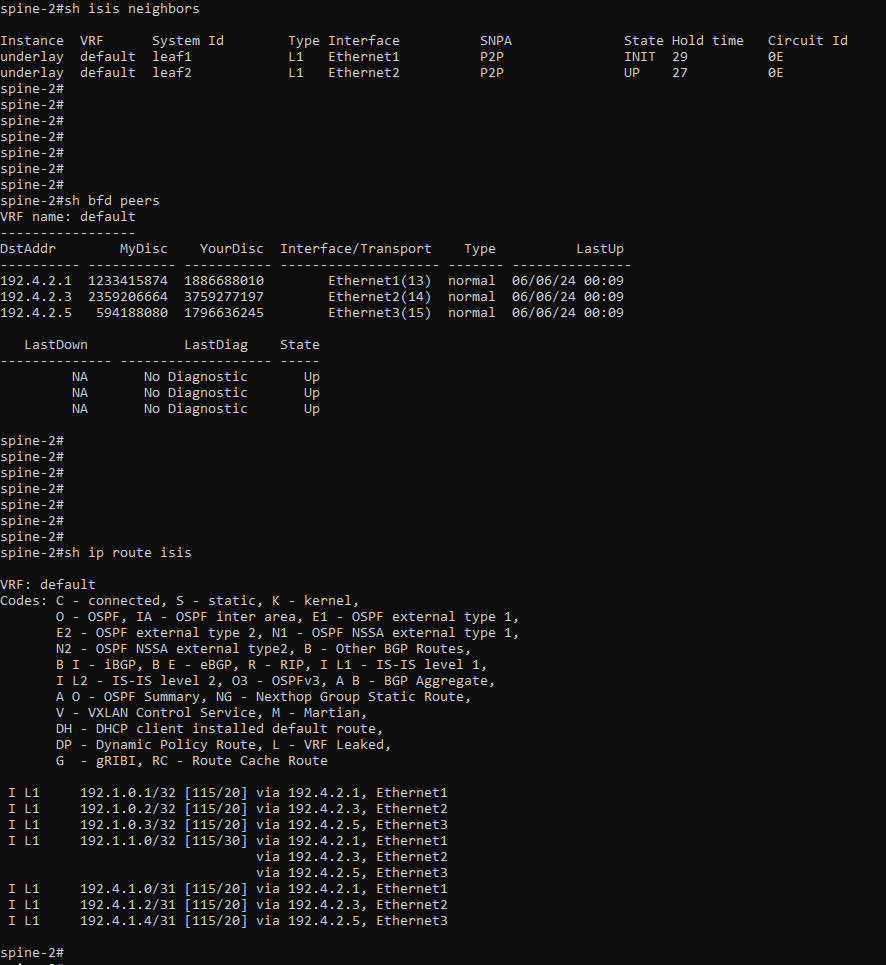 spine-2#sh isis neighbors
Instance  VRF      System Id        Type Interface          SNPA              State Hold time   Circuit Id
underlay  default  leaf1            L1   Ethernet1          P2P               INIT  29          0E
underlay  default  leaf2            L1   Ethernet2          P2P               UP    27          0E
spine-2#
spine-2#
spine-2#
spine-2#
spine-2#
spine-2#
spine-2#
spine-2#sh bfd peers
VRF name: default
-----------------
DstAddr        MyDisc    YourDisc  Interface/Transport    Type          LastUp
---------- ----------- ----------- -------------------- ------- ---------------
192.4.2.1  1233415874  1886688010        Ethernet1(13)  normal  06/06/24 00:09
192.4.2.3  2359206664  3759277197        Ethernet2(14)  normal  06/06/24 00:09
192.4.2.5   594188080  1796636245        Ethernet3(15)  normal  06/06/24 00:09
   LastDown            LastDiag    State
-------------- ------------------- -----
         NA       No Diagnostic       Up
         NA       No Diagnostic       Up
         NA       No Diagnostic       Up
spine-2#
spine-2#
spine-2#
spine-2#
spine-2#
spine-2#
spine-2#
spine-2#sh ip route isis
VRF: default
Codes: C - connected, S - static, K - kernel,
       O - OSPF, IA - OSPF inter area, E1 - OSPF external type 1,
       E2 - OSPF external type 2, N1 - OSPF NSSA external type 1,
       N2 - OSPF NSSA external type2, B - Other BGP Routes,
       B I - iBGP, B E - eBGP, R - RIP, I L1 - IS-IS level 1,
       I L2 - IS-IS level 2, O3 - OSPFv3, A B - BGP Aggregate,
       A O - OSPF Summary, NG - Nexthop Group Static Route,
       V - VXLAN Control Service, M - Martian,
       DH - DHCP client installed default route,
       DP - Dynamic Policy Route, L - VRF Leaked,
       G  - gRIBI, RC - Route Cache Route
 I L1     192.1.0.1/32 [115/20] via 192.4.2.1, Ethernet1
 I L1     192.1.0.2/32 [115/20] via 192.4.2.3, Ethernet2
 I L1     192.1.0.3/32 [115/20] via 192.4.2.5, Ethernet3
 I L1     192.1.1.0/32 [115/30] via 192.4.2.1, Ethernet1
                                via 192.4.2.3, Ethernet2
                                via 192.4.2.5, Ethernet3
 I L1     192.4.1.0/31 [115/20] via 192.4.2.1, Ethernet1
 I L1     192.4.1.2/31 [115/20] via 192.4.2.3, Ethernet2
 I L1     192.4.1.4/31 [115/20] via 192.4.2.5, Ethernet3
spine-2#